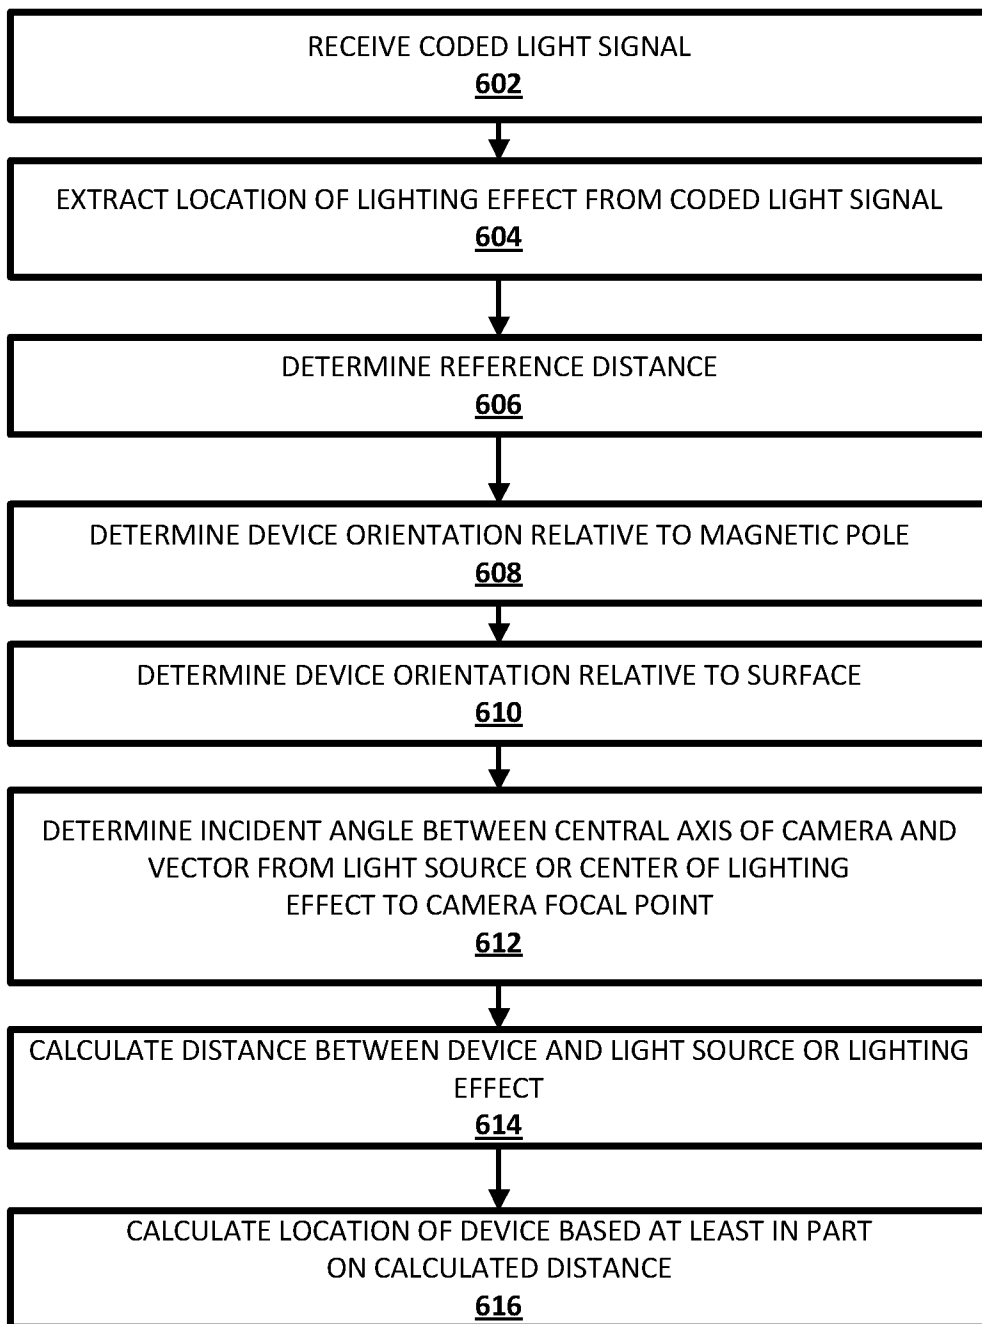 RECEIVE CODED LIGHT SIGNAL
602
EXTRACT LOCATION OF LIGHTING EFFECT FROM CODED LIGHT SIGNAL
604
DETERMINE REFERENCE DISTANCE
606
DETERMINE DEVICE ORIENTATION RELATIVE TO MAGNETIC POLE
608
DETERMINE DEVICE ORIENTATION RELATIVE TO SURFACE
610
DETERMINE INCIDENT ANGLE BETWEEN CENTRAL AXIS OF CAMERA AND
VECTOR FROM LIGHT SOURCE OR CENTER OF LIGHTING
EFFECT TO CAMERA FOCAL POINT
612
CALCULATE DISTANCE BETWEEN DEVICE AND LIGHT SOURCE OR LIGHTING
EFFECT
614
CALCULATE LOCATION OF DEVICE BASED AT LEAST IN PART
ON CALCULATED DISTANCE
616